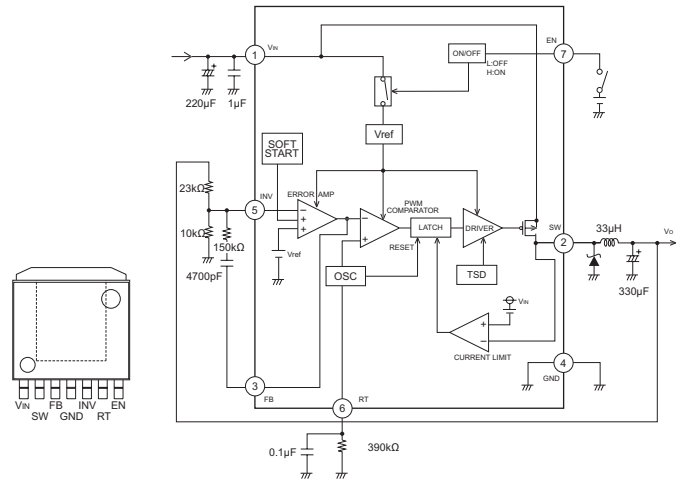 EN
VIN
1
ON/OFF
7
L:OFF
H:ON
+
220µF
1µF
Vref
SOFT
START
23kΩ
INV
ERROR AMP
PWM
COMPARATOR
SW
33µH
VO
5
−
+
+
−
+
LATCH
DRIVER
2
10kΩ
150kΩ
RESET
+
4700pF
Vref
OSC
TSD
330µF
VIN
+
−
CURRENT LIMIT
4
GND
3
FB
6
RT
VIN
FB
INV
EN
SW
GND
RT
0.1µF
390kΩ